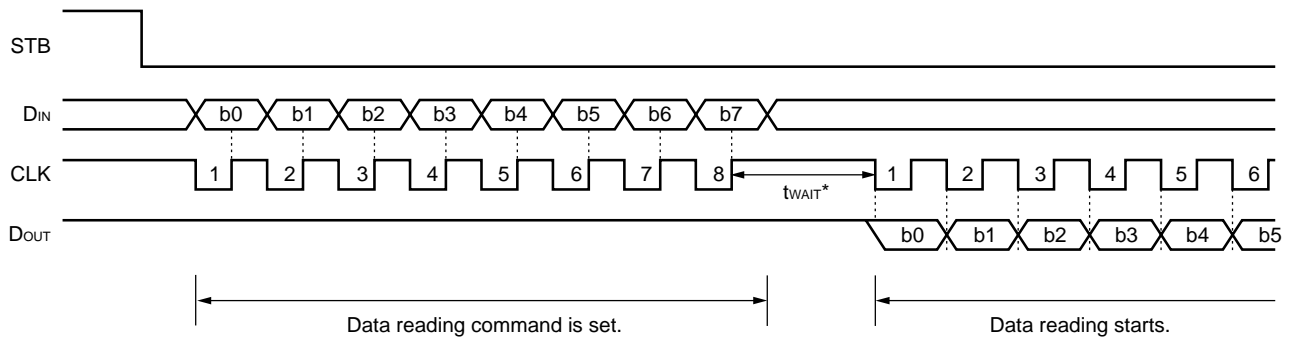 STB
DIN b0 b1 b2 b3 b4 b5 b6 b7
CLK 1 2 3 4 5 6 7 8 tWAIT* 1 2 3 4 5 6
DOUT b0 b1 b2 b3 b4 b5
Data reading command is set. Data reading starts.